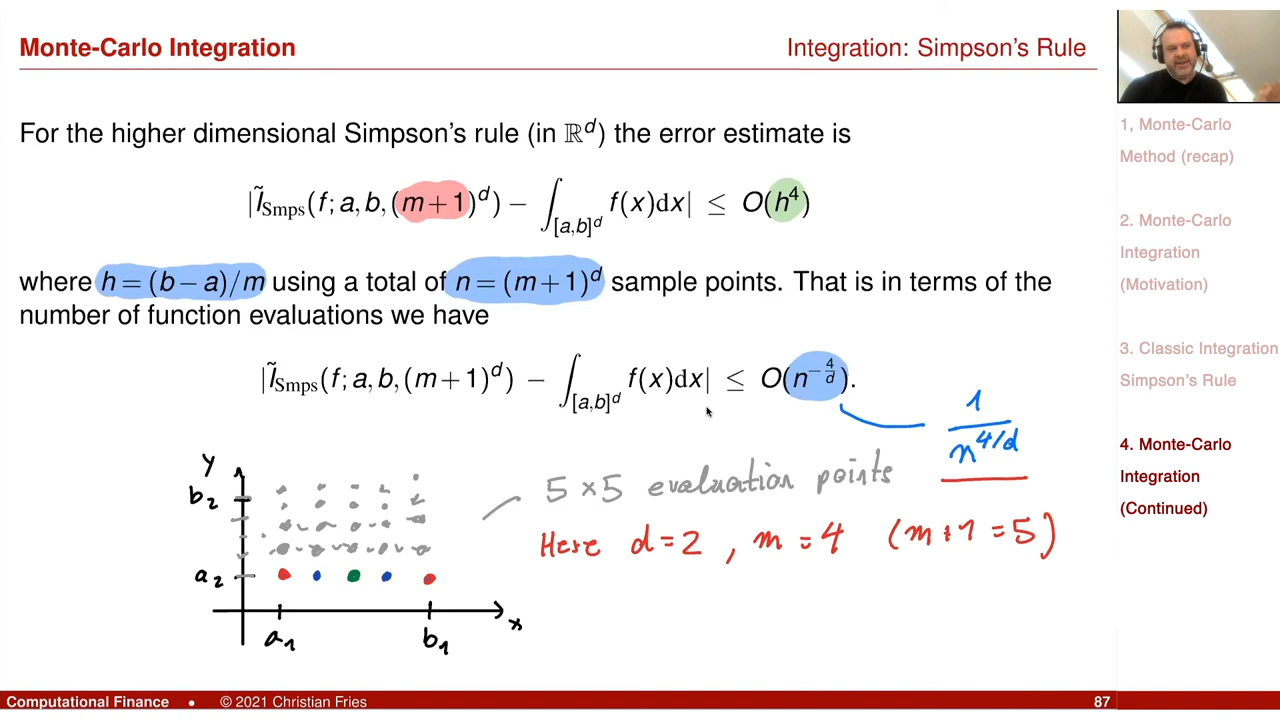 Monte-Carlo Integration
Integration: Simpson's Rule
For the higher dimensional Simpson's rule (in ℝᵈ) the error estimate is
|Ĩ_Smps(f; a, b, (m+1)ᵈ) − ∫_[a,b]ᵈ f(x)dx| ≤ O(h⁴)
where h = (b − a)/m using a total of n = (m+1)ᵈ sample points. That is in terms of the
number of function evaluations we have
|Ĩ_Smps(f; a, b, (m+1)ᵈ) − ∫_[a,b]ᵈ f(x)dx| ≤ O(n^(−4/d)).
1
n^4/d
5×5 evaluation points
Here d=2, m=4 (m+1=5)
y
b₂
a₂
a₁
b₁
x
1, Monte-Carlo
Method (recap)
2. Monte-Carlo
Integration
(Motivation)
3. Classic Integration
Simpson's Rule
4. Monte-Carlo
Integration
(Continued)
Computational Finance • © 2021 Christian Fries
87